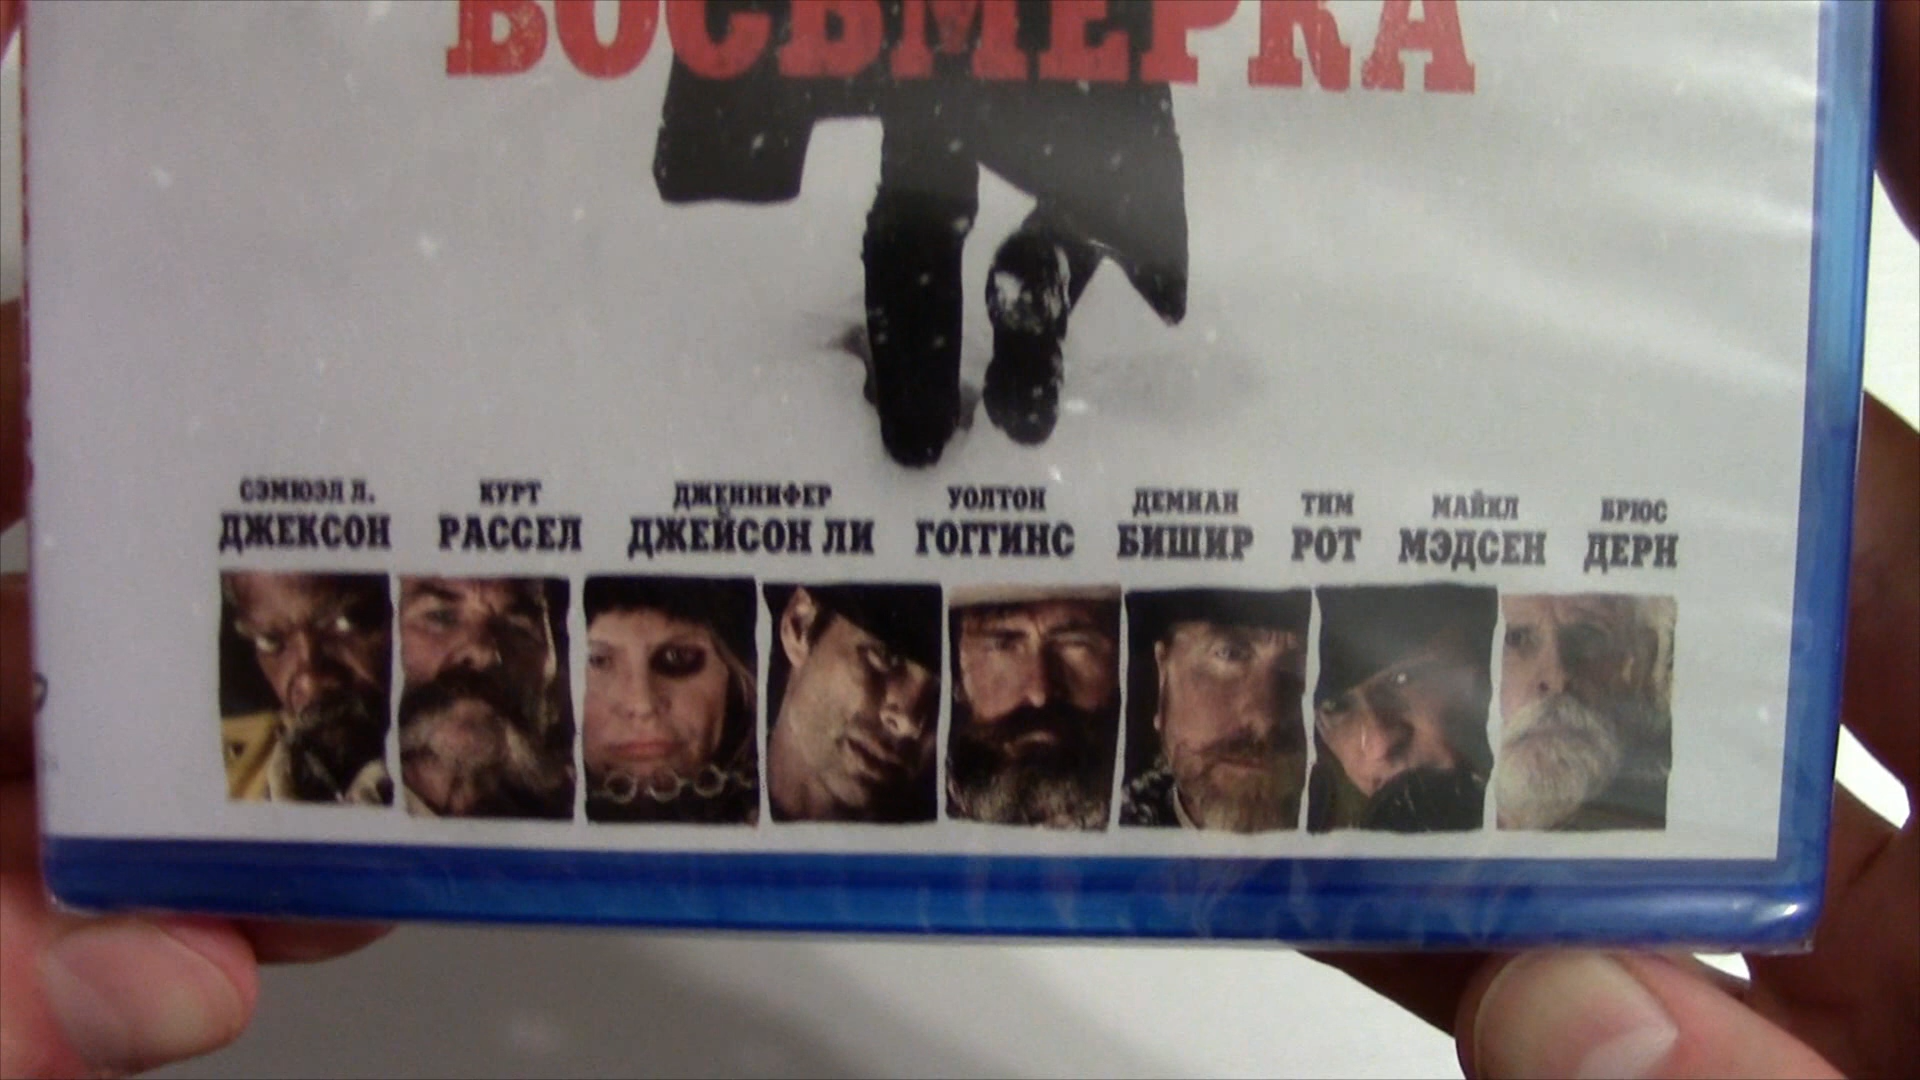 ВОСЬМЕРКА
СЭМЮЭЛ Л. КУРТ ДЖЕННИФЕР УОЛТОН ДЕМИАН ТИМ МАЙКЛ БРЮС
ДЖЕКСОН РАССЕЛ ДЖЕЙСОН ЛИ ГОГГИНС БИШИР РОТ МЭДСЕН ДЕРН